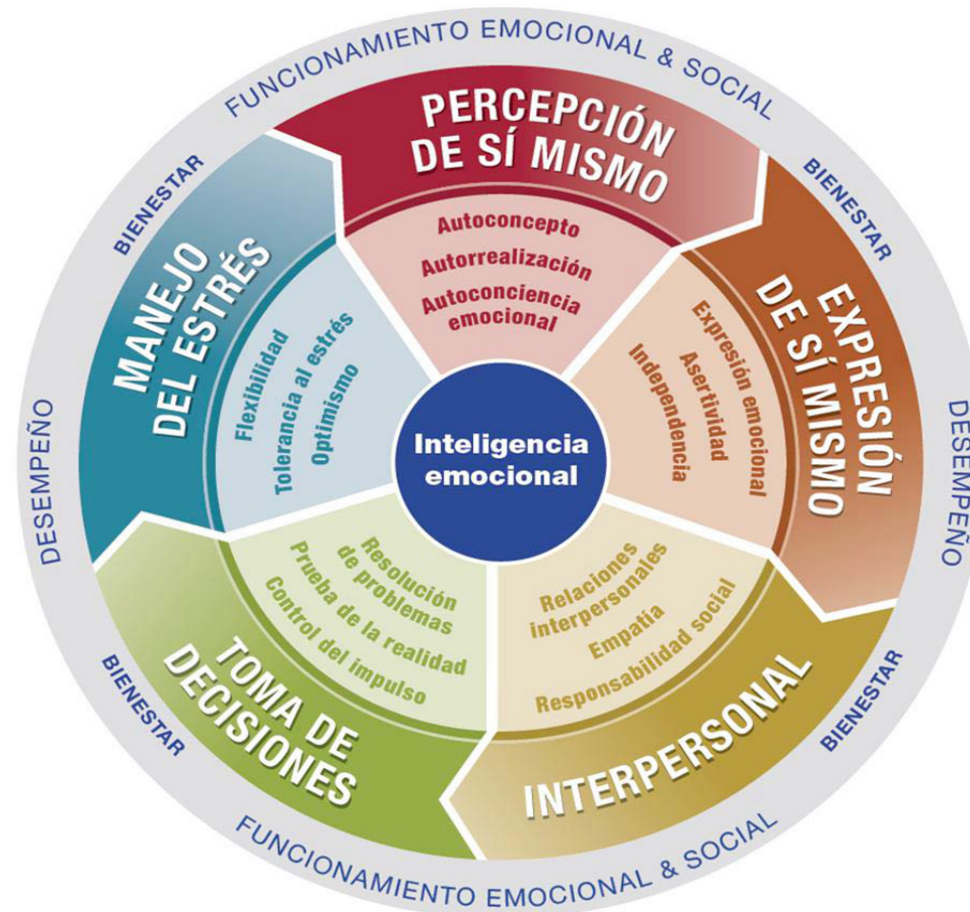 FUNCIONAMIENTO EMOCIONAL & SOCIAL
BIENESTAR
BIENESTAR
PERCEPCIÓN
DE SÍ MISMO
Autoconcepto
Autorrealización
Autoconciencia
emocional
EXPRESIÓN
DE SÍ MISMO
Expresión emocional
Asertividad
Independencia
DESEMPEÑO
INTERPERSONAL
Relaciones
interpersonales
Empatía
Responsabilidad social
BIENESTAR
TOMA DE
DECISIONES
Resolución
de problemas
Prueba de la realidad
Control del impulso
BIENESTAR
MANEJO
DEL ESTRÉS
Flexibilidad
Tolerancia al estrés
Optimismo
DESEMPEÑO
Inteligencia
emocional
FUNCIONAMIENTO EMOCIONAL & SOCIAL